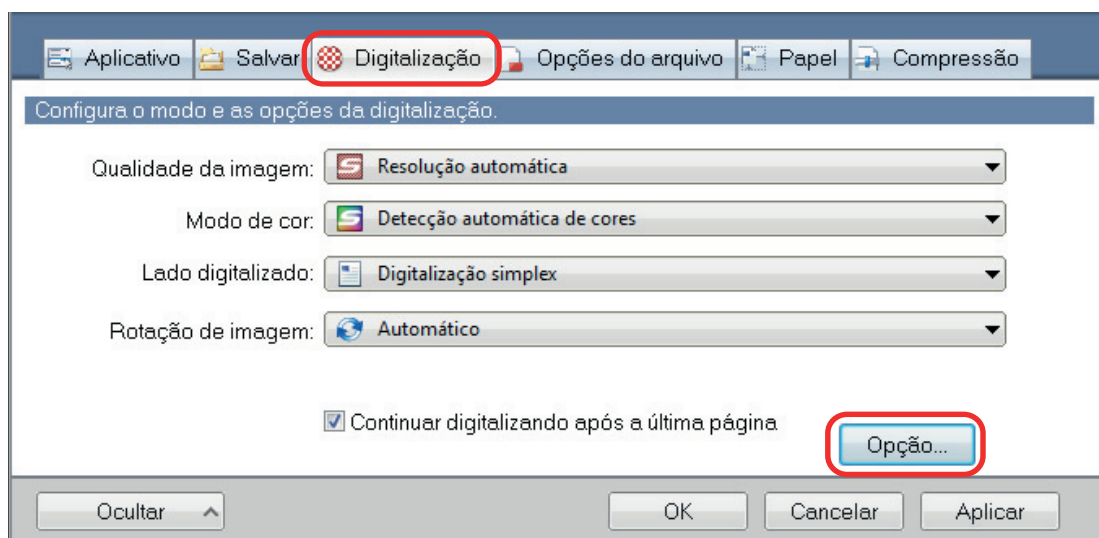 Aplicativo Salvar Digitalização Opções do arquivo Papel Compressão
Configura o modo e as opções da digitalização.
Qualidade da imagem: Resolução automática
Modo de cor: Detecção automática de cores
Lado digitalizado: Digitalização simplex
Rotação de imagem: Automático
Continuar digitalizando após a última página
Opção...
Ocultar OK Cancelar Aplicar